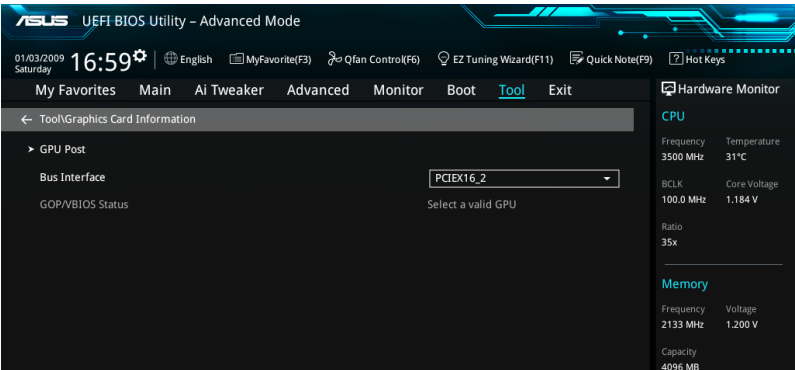 ASUS UEFI BIOS Utility – Advanced Mode
01/03/2009 Saturday 16:59 English MyFavorite(F3) Qfan Control(F6) EZ Tuning Wizard(F11) Quick Note(F9) ? Hot Keys
My Favorites Main Ai Tweaker Advanced Monitor Boot Tool Exit
Tool\Graphics Card Information
GPU Post
Bus Interface PCIEX16_2
GOP/VBIOS Status Select a valid GPU
Hardware Monitor
CPU
Frequency Temperature
3500 MHz 31°C
BCLK Core Voltage
100.0 MHz 1.184 V
Ratio
35x
Memory
Frequency Voltage
2133 MHz 1.200 V
Capacity
4096 MB